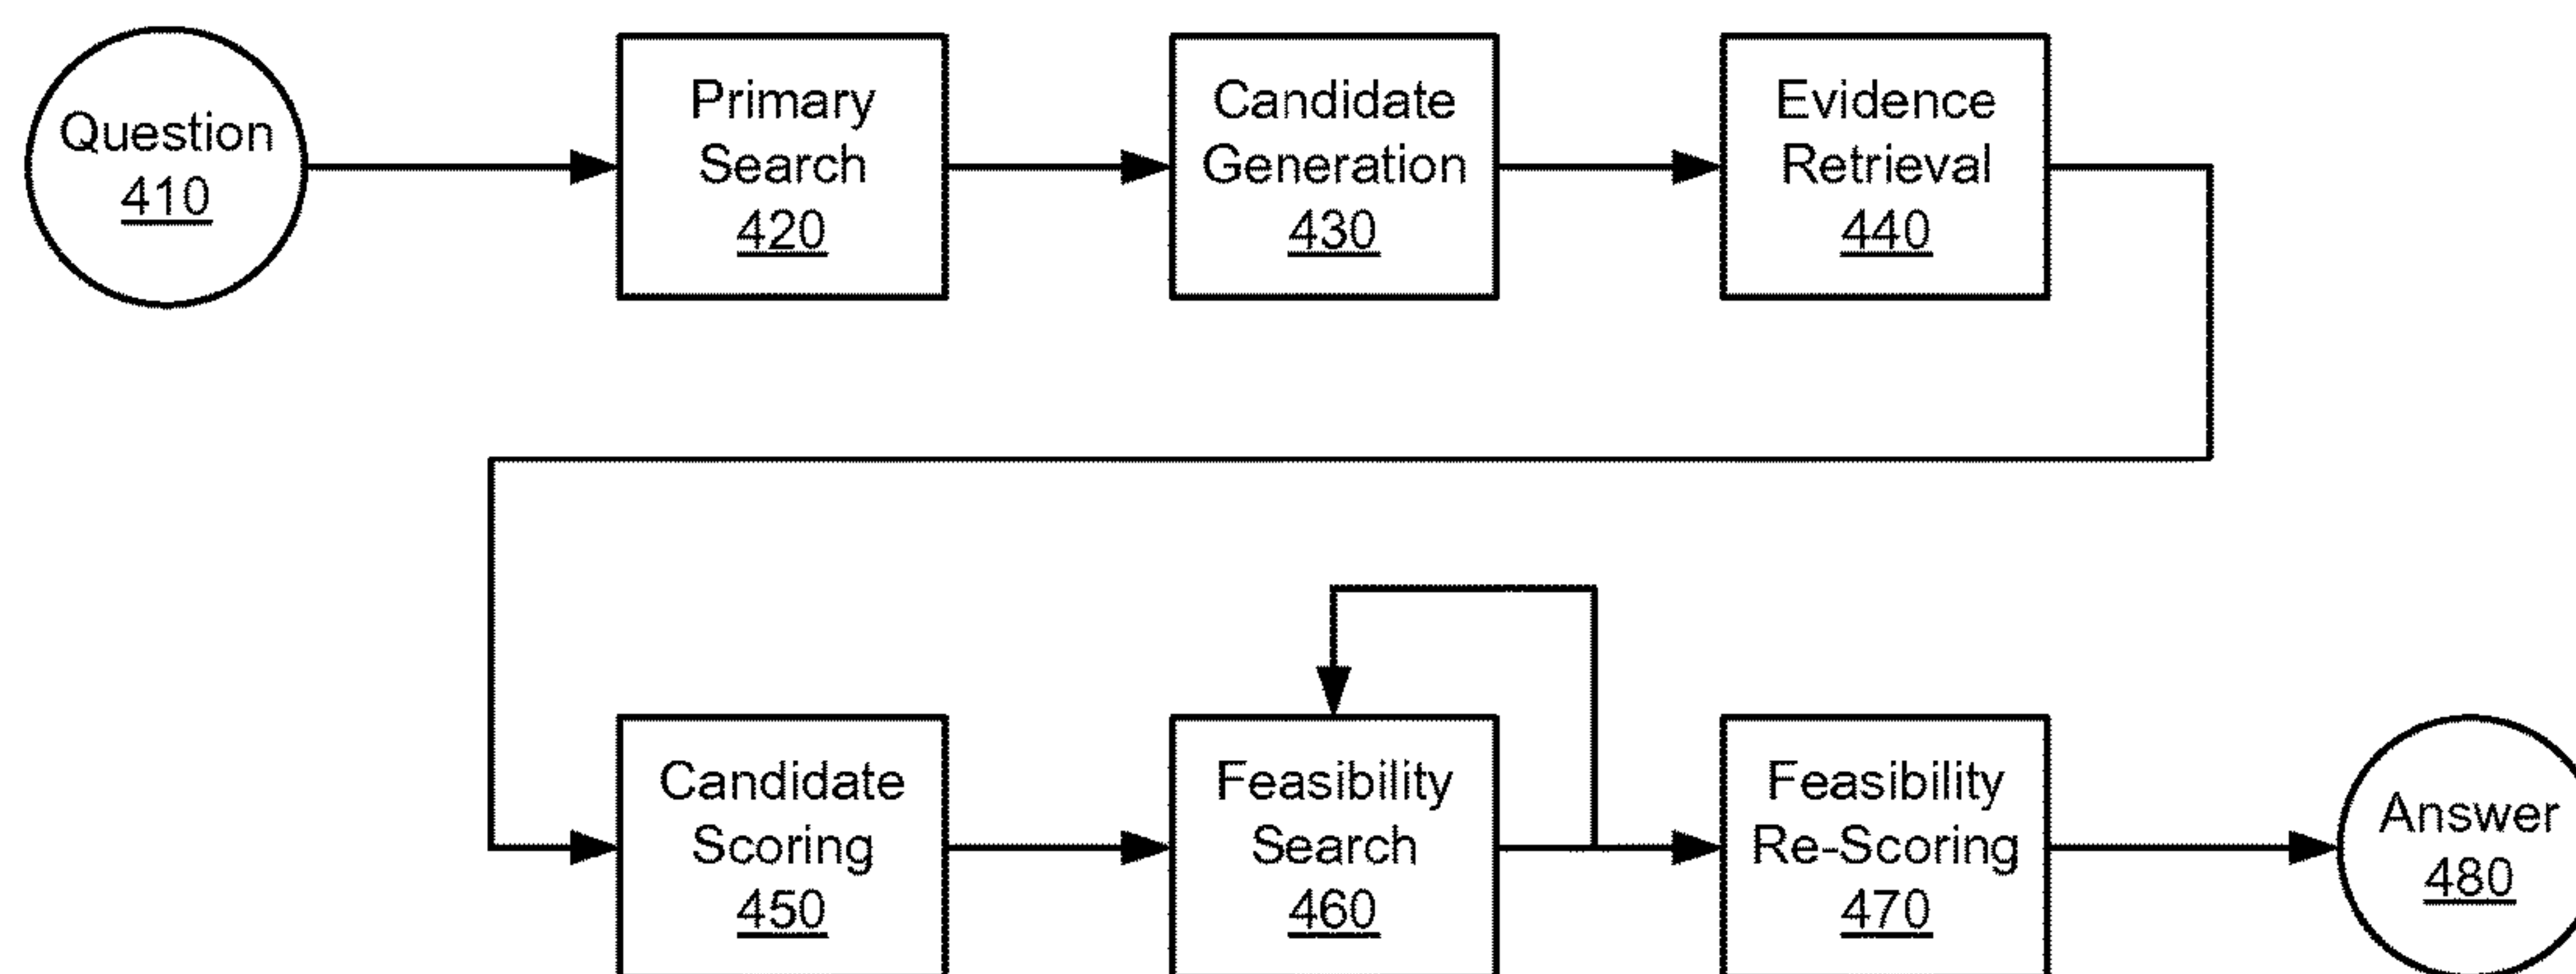 Question
410
Primary
Search
420
Candidate
Generation
430
Evidence
Retrieval
440
Candidate
Scoring
450
Feasibility
Search
460
Feasibility
Re-Scoring
470
Answer
480